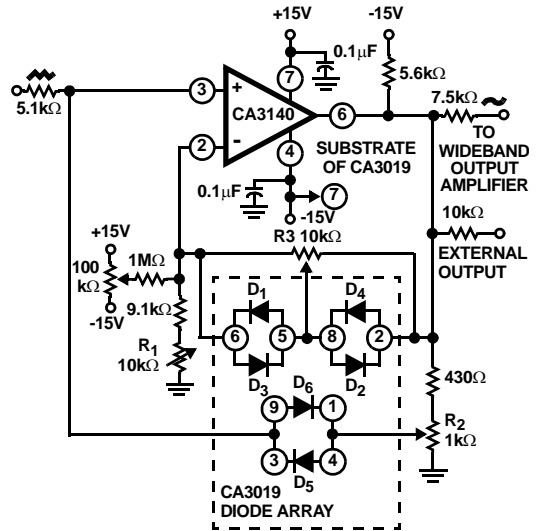 +15V
-15V
0.1μF
5.6kΩ
7
5.1kΩ
3
+
CA3140
6
7.5kΩ
2
-
4
SUBSTRATE
OF CA3019
TO
WIDEBAND
OUTPUT
AMPLIFIER
0.1μF
7
-15V
+15V
R3 10kΩ
10kΩ
EXTERNAL
OUTPUT
100
kΩ
1MΩ
-15V
9.1kΩ
D1
D4
6
5
8
2
R1
10kΩ
D3
D2
D6
430Ω
9
1
R2
1kΩ
3
4
D5
CA3019
DIODE ARRAY